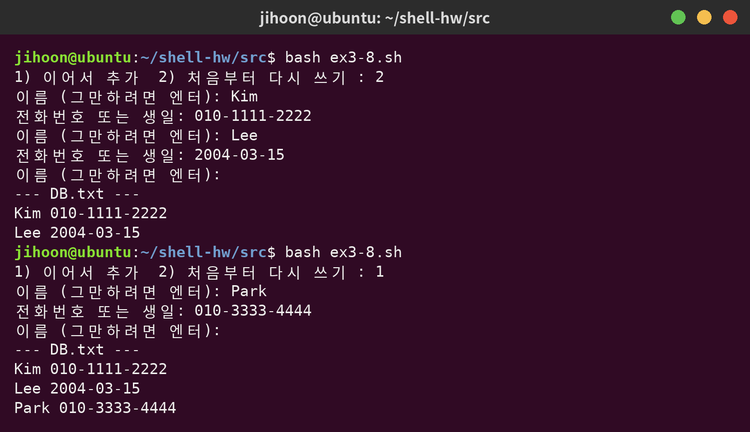 jihoon@ubuntu: ~/shell-hw/src
jihoon@ubuntu:~/shell-hw/src$ bash ex3-8.sh
1) 이어서 추가  2) 처음부터 다시 쓰기 : 2
이름 (그만하려면 엔터): Kim
전화번호 또는 생일: 010-1111-2222
이름 (그만하려면 엔터): Lee
전화번호 또는 생일: 2004-03-15
이름 (그만하려면 엔터):
--- DB.txt ---
Kim 010-1111-2222
Lee 2004-03-15
jihoon@ubuntu:~/shell-hw/src$ bash ex3-8.sh
1) 이어서 추가  2) 처음부터 다시 쓰기 : 1
이름 (그만하려면 엔터): Park
전화번호 또는 생일: 010-3333-4444
이름 (그만하려면 엔터):
--- DB.txt ---
Kim 010-1111-2222
Lee 2004-03-15
Park 010-3333-4444